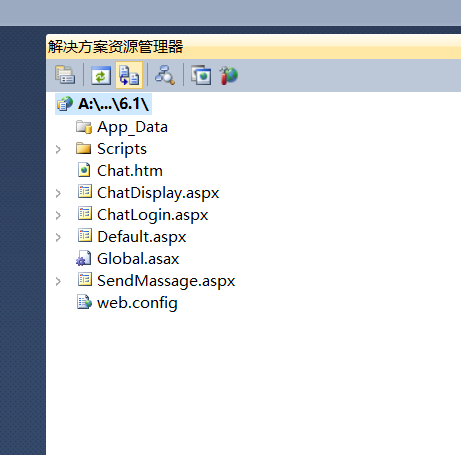 解决方案资源管理器
A:\...\6.1\
App_Data
Scripts
Chat.htm
ChatDisplay.aspx
ChatLogin.aspx
Default.aspx
Global.asax
SendMassage.aspx
web.config